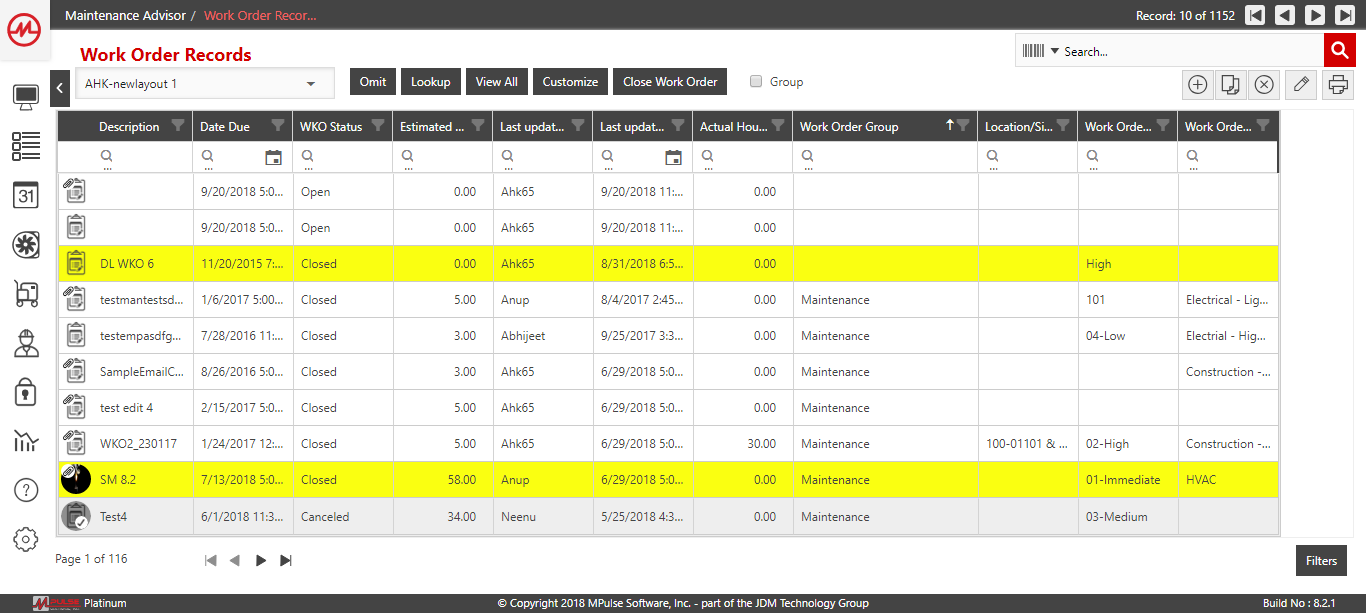 Maintenance Advisor / Work Order Recor...
Record: 10 of 1152
Work Order Records
Search...
AHK-newlayout 1
Omit Lookup View All Customize Close Work Order Group
Description Date Due WKO Status Estimated ... Last updat... Last updat... Actual Hou... Work Order Group Location/Si... Work Orde... Work Orde...
9/20/2018 5:0... Open 0.00 Ahk65 9/20/2018 11:... 0.00
9/20/2018 5:0... Open 0.00 Ahk65 9/20/2018 11:... 0.00
DL WKO 6 11/20/2015 7:... Closed 0.00 Ahk65 8/31/2018 6:5... 0.00 High
testmantestsd... 1/6/2017 5:00... Closed 5.00 Anup 8/4/2017 2:45... 0.00 Maintenance 101 Electrical - Lig...
testempasdfg... 7/28/2016 11:... Closed 3.00 Abhijeet 9/25/2017 3:3... 0.00 Maintenance 04-Low Electrial - Hig...
SampleEmailC... 8/26/2016 5:0... Closed 3.00 Ahk65 6/29/2018 5:0... 0.00 Maintenance Construction -...
test edit 4 2/15/2017 5:0... Closed 5.00 Ahk65 6/29/2018 5:0... 0.00 Maintenance
WKO2_230117 1/24/2017 12:... Closed 5.00 Ahk65 6/29/2018 5:0... 30.00 Maintenance 100-01101 & ... 02-High Construction -...
SM 8.2 7/13/2018 5:0... Closed 58.00 Anup 6/29/2018 5:0... 0.00 Maintenance 01-Immediate HVAC
Test4 6/1/2018 11:3... Canceled 34.00 Neenu 5/25/2018 4:3... 0.00 Maintenance 03-Medium
31
?
Page 1 of 116
Filters
MPULSE Platinum
© Copyright 2018 MPulse Software, Inc. - part of the JDM Technology Group
Build No : 8.2.1